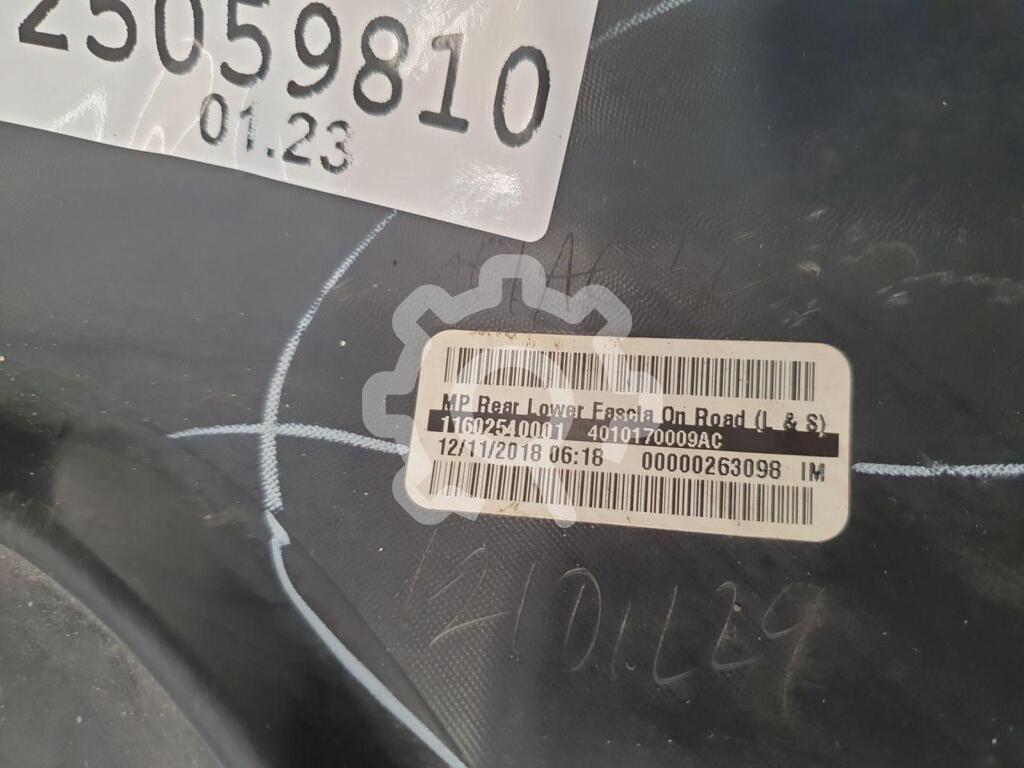 25059810
01.23
MP Rear Lower Fascia On Road (L & S)
11602540001 4010170009AC
12/11/2018 06:18 00000263098 IM